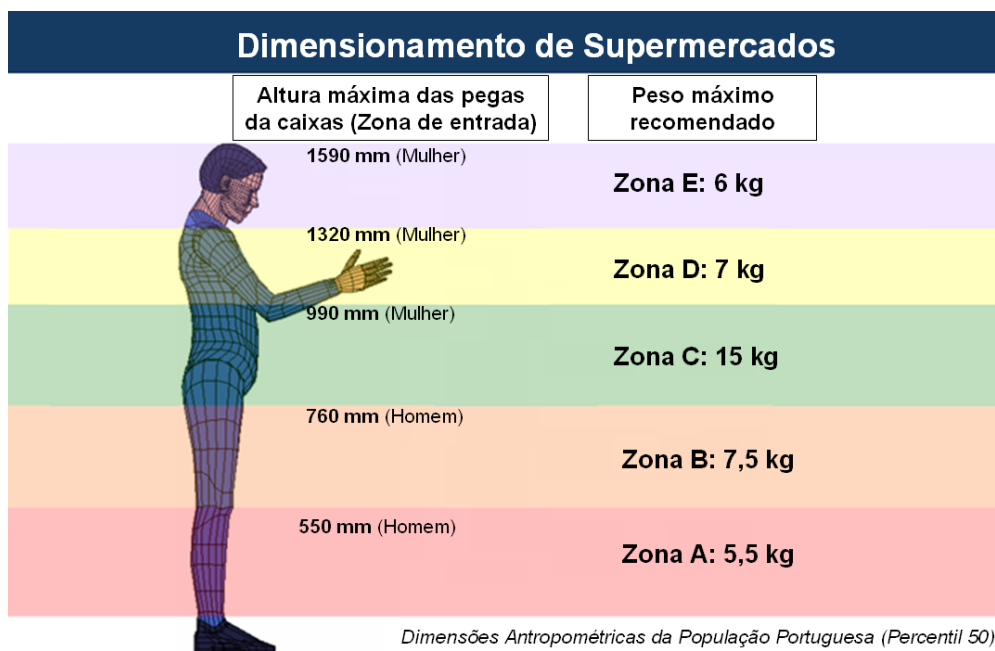 Dimensionamento de Supermercados
Altura máxima das pegas
da caixas (Zona de entrada)
Peso máximo
recomendado
1590 mm (Mulher)
Zona E: 6 kg
1320 mm (Mulher)
Zona D: 7 kg
990 mm (Mulher)
Zona C: 15 kg
760 mm (Homem)
Zona B: 7,5 kg
550 mm (Homem)
Zona A: 5,5 kg
Dimensões Antropométricas da População Portuguesa (Percentil 50)